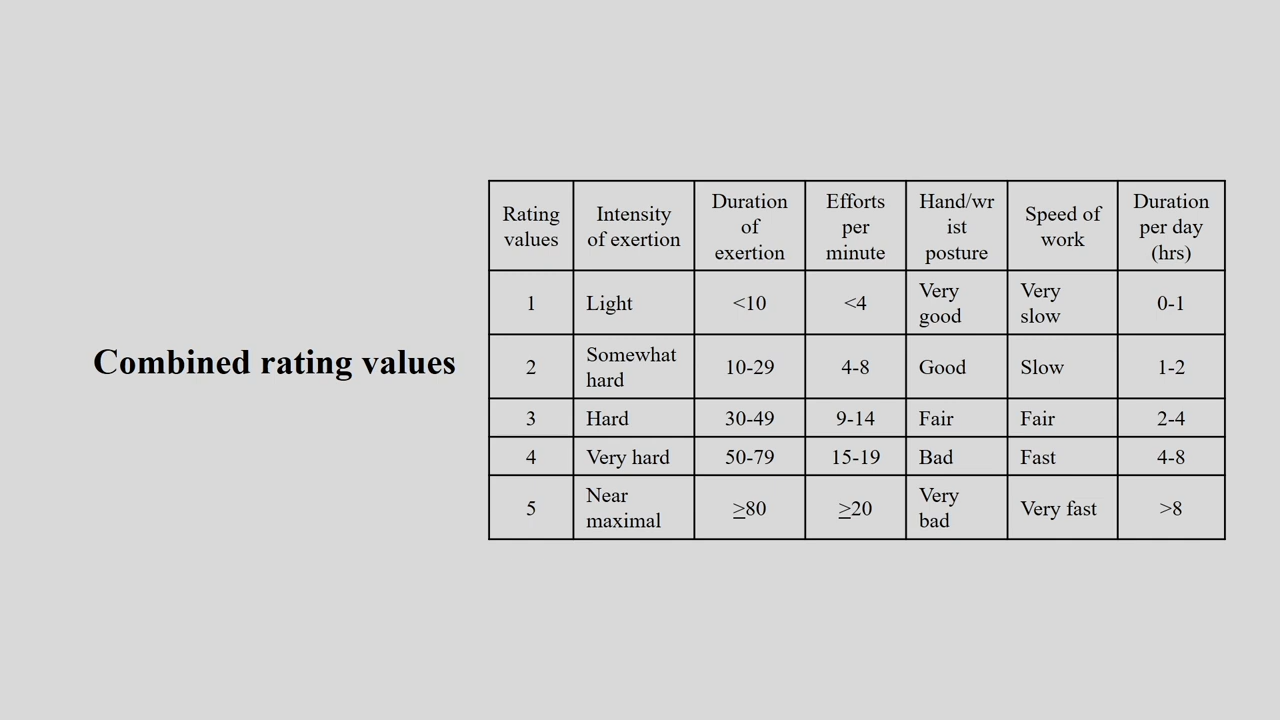 Combined rating values
Rating values | Intensity of exertion | Duration of exertion | Efforts per minute | Hand/wrist posture | Speed of work | Duration per day (hrs)
1 | Light | <10 | <4 | Very good | Very slow | 0-1
2 | Somewhat hard | 10-29 | 4-8 | Good | Slow | 1-2
3 | Hard | 30-49 | 9-14 | Fair | Fair | 2-4
4 | Very hard | 50-79 | 15-19 | Bad | Fast | 4-8
5 | Near maximal | ≥80 | ≥20 | Very bad | Very fast | >8